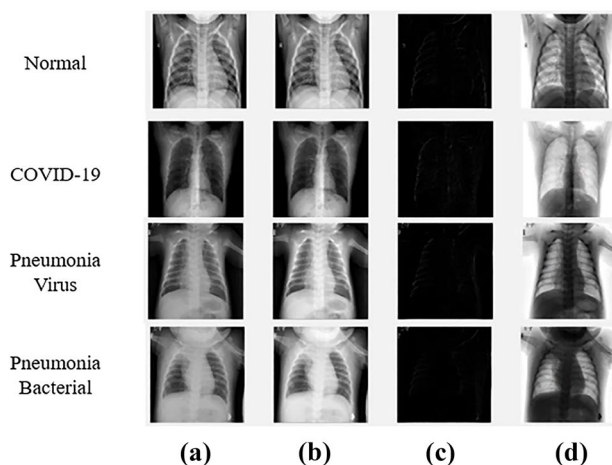 Normal
COVID-19
Pneumonia
Virus
Pneumonia
Bacterial
(a) (b) (c) (d)